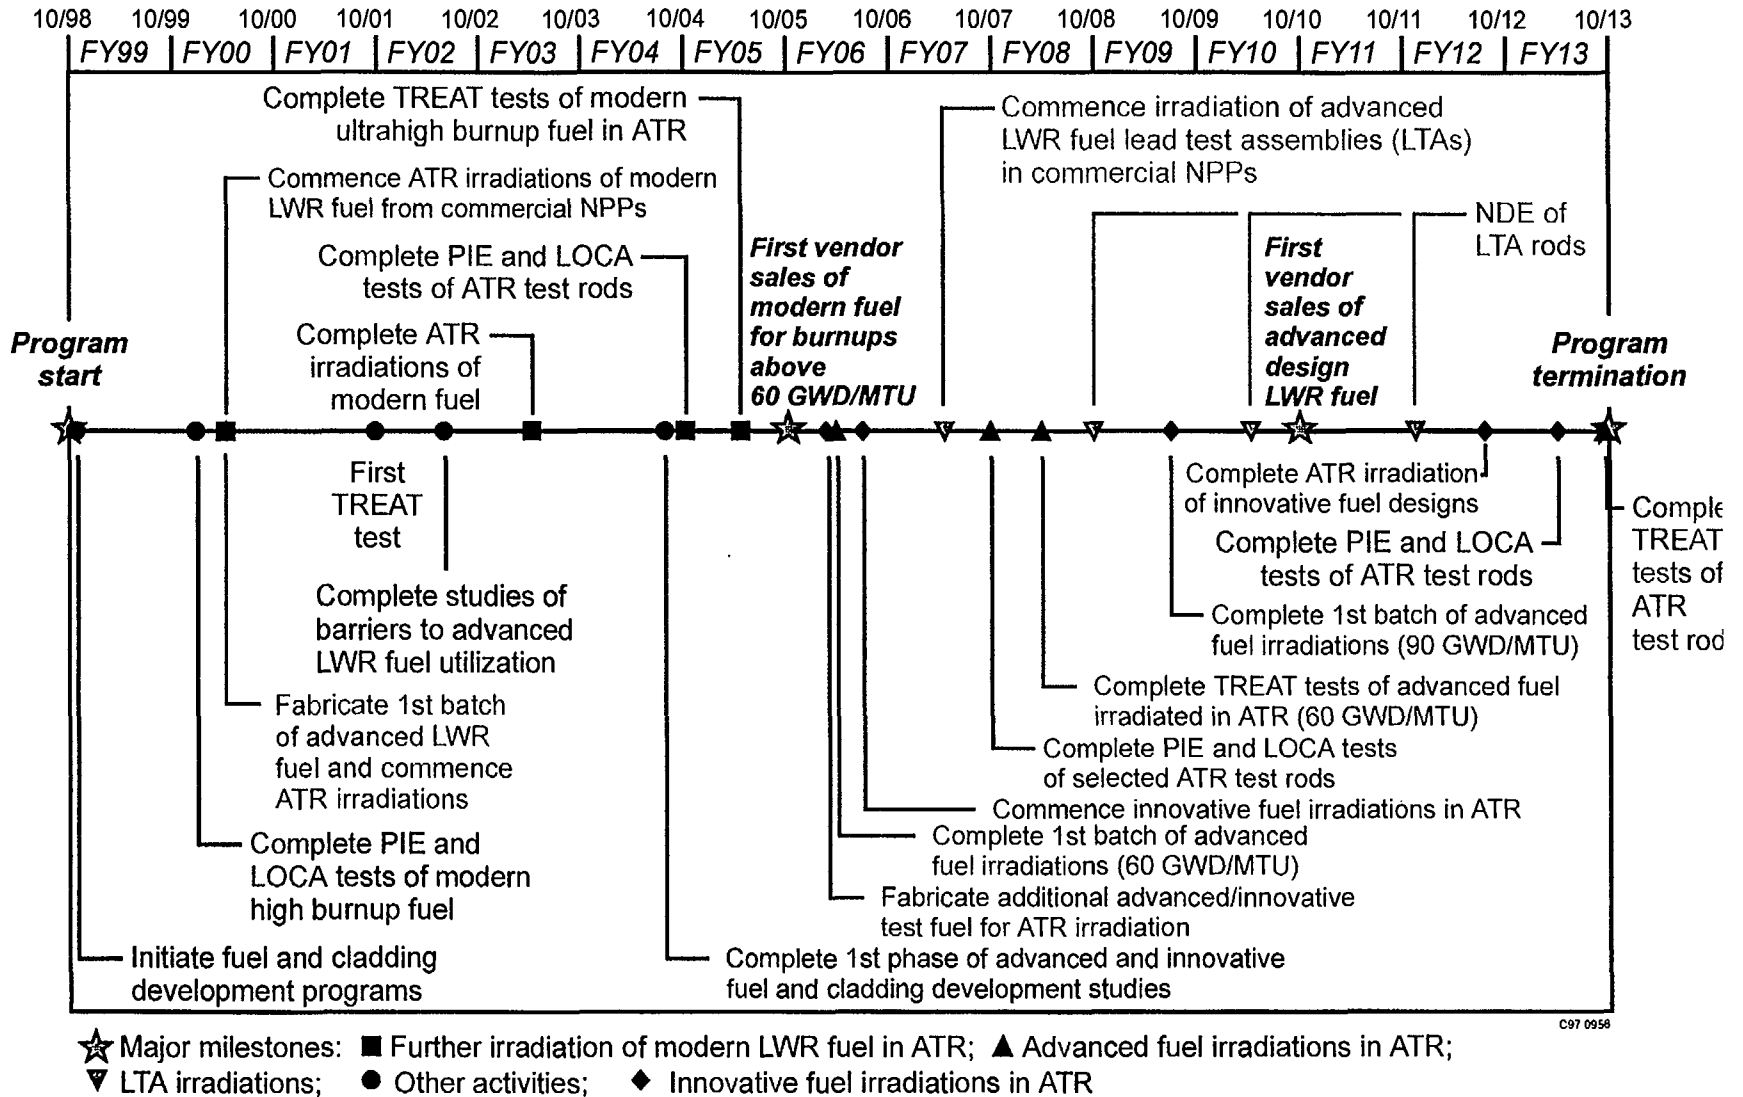 10/98 10/99 10/00 10/01 10/02 10/03 10/04 10/05 10/06 10/07 10/08 10/09 10/10 10/11 10/12 10/13
FY99 FY00 FY01 FY02 FY03 FY04 FY05 FY06 FY07 FY08 FY09 FY10 FY11 FY12 FY13
Complete TREAT tests of modern
ultrahigh burnup fuel in ATR
Commence ATR irradiations of modern
LWR fuel from commercial NPPs
Complete PIE and LOCA
tests of ATR test rods
Complete ATR
irradiations of
modern fuel
First vendor
sales of
modern fuel
for burnups
above
60 GWD/MTU
Commence irradiation of advanced
LWR fuel lead test assemblies (LTAs)
in commercial NPPs
NDE of
LTA rods
First
vendor
sales of
advanced
design
LWR fuel
Program
start
Program
termination
First
TREAT
test
Complete studies of
barriers to advanced
LWR fuel utilization
Fabricate 1st batch
of advanced LWR
fuel and commence
ATR irradiations
Complete PIE and
LOCA tests of modern
high burnup fuel
Initiate fuel and cladding
development programs
Complete ATR irradiation
of innovative fuel designs
Complete PIE and LOCA
tests of ATR test rods
Comple
TREAT
tests of
ATR
test rod
Complete 1st batch of advanced
fuel irradiations (90 GWD/MTU)
Complete TREAT tests of advanced fuel
irradiated in ATR (60 GWD/MTU)
Complete PIE and LOCA tests
of selected ATR test rods
Commence innovative fuel irradiations in ATR
Complete 1st batch of advanced
fuel irradiations (60 GWD/MTU)
Fabricate additional advanced/innovative
test fuel for ATR irradiation
Complete 1st phase of advanced and innovative
fuel and cladding development studies
C97 0956
Major milestones: Further irradiation of modern LWR fuel in ATR; Advanced fuel irradiations in ATR;
LTA irradiations; Other activities; Innovative fuel irradiations in ATR